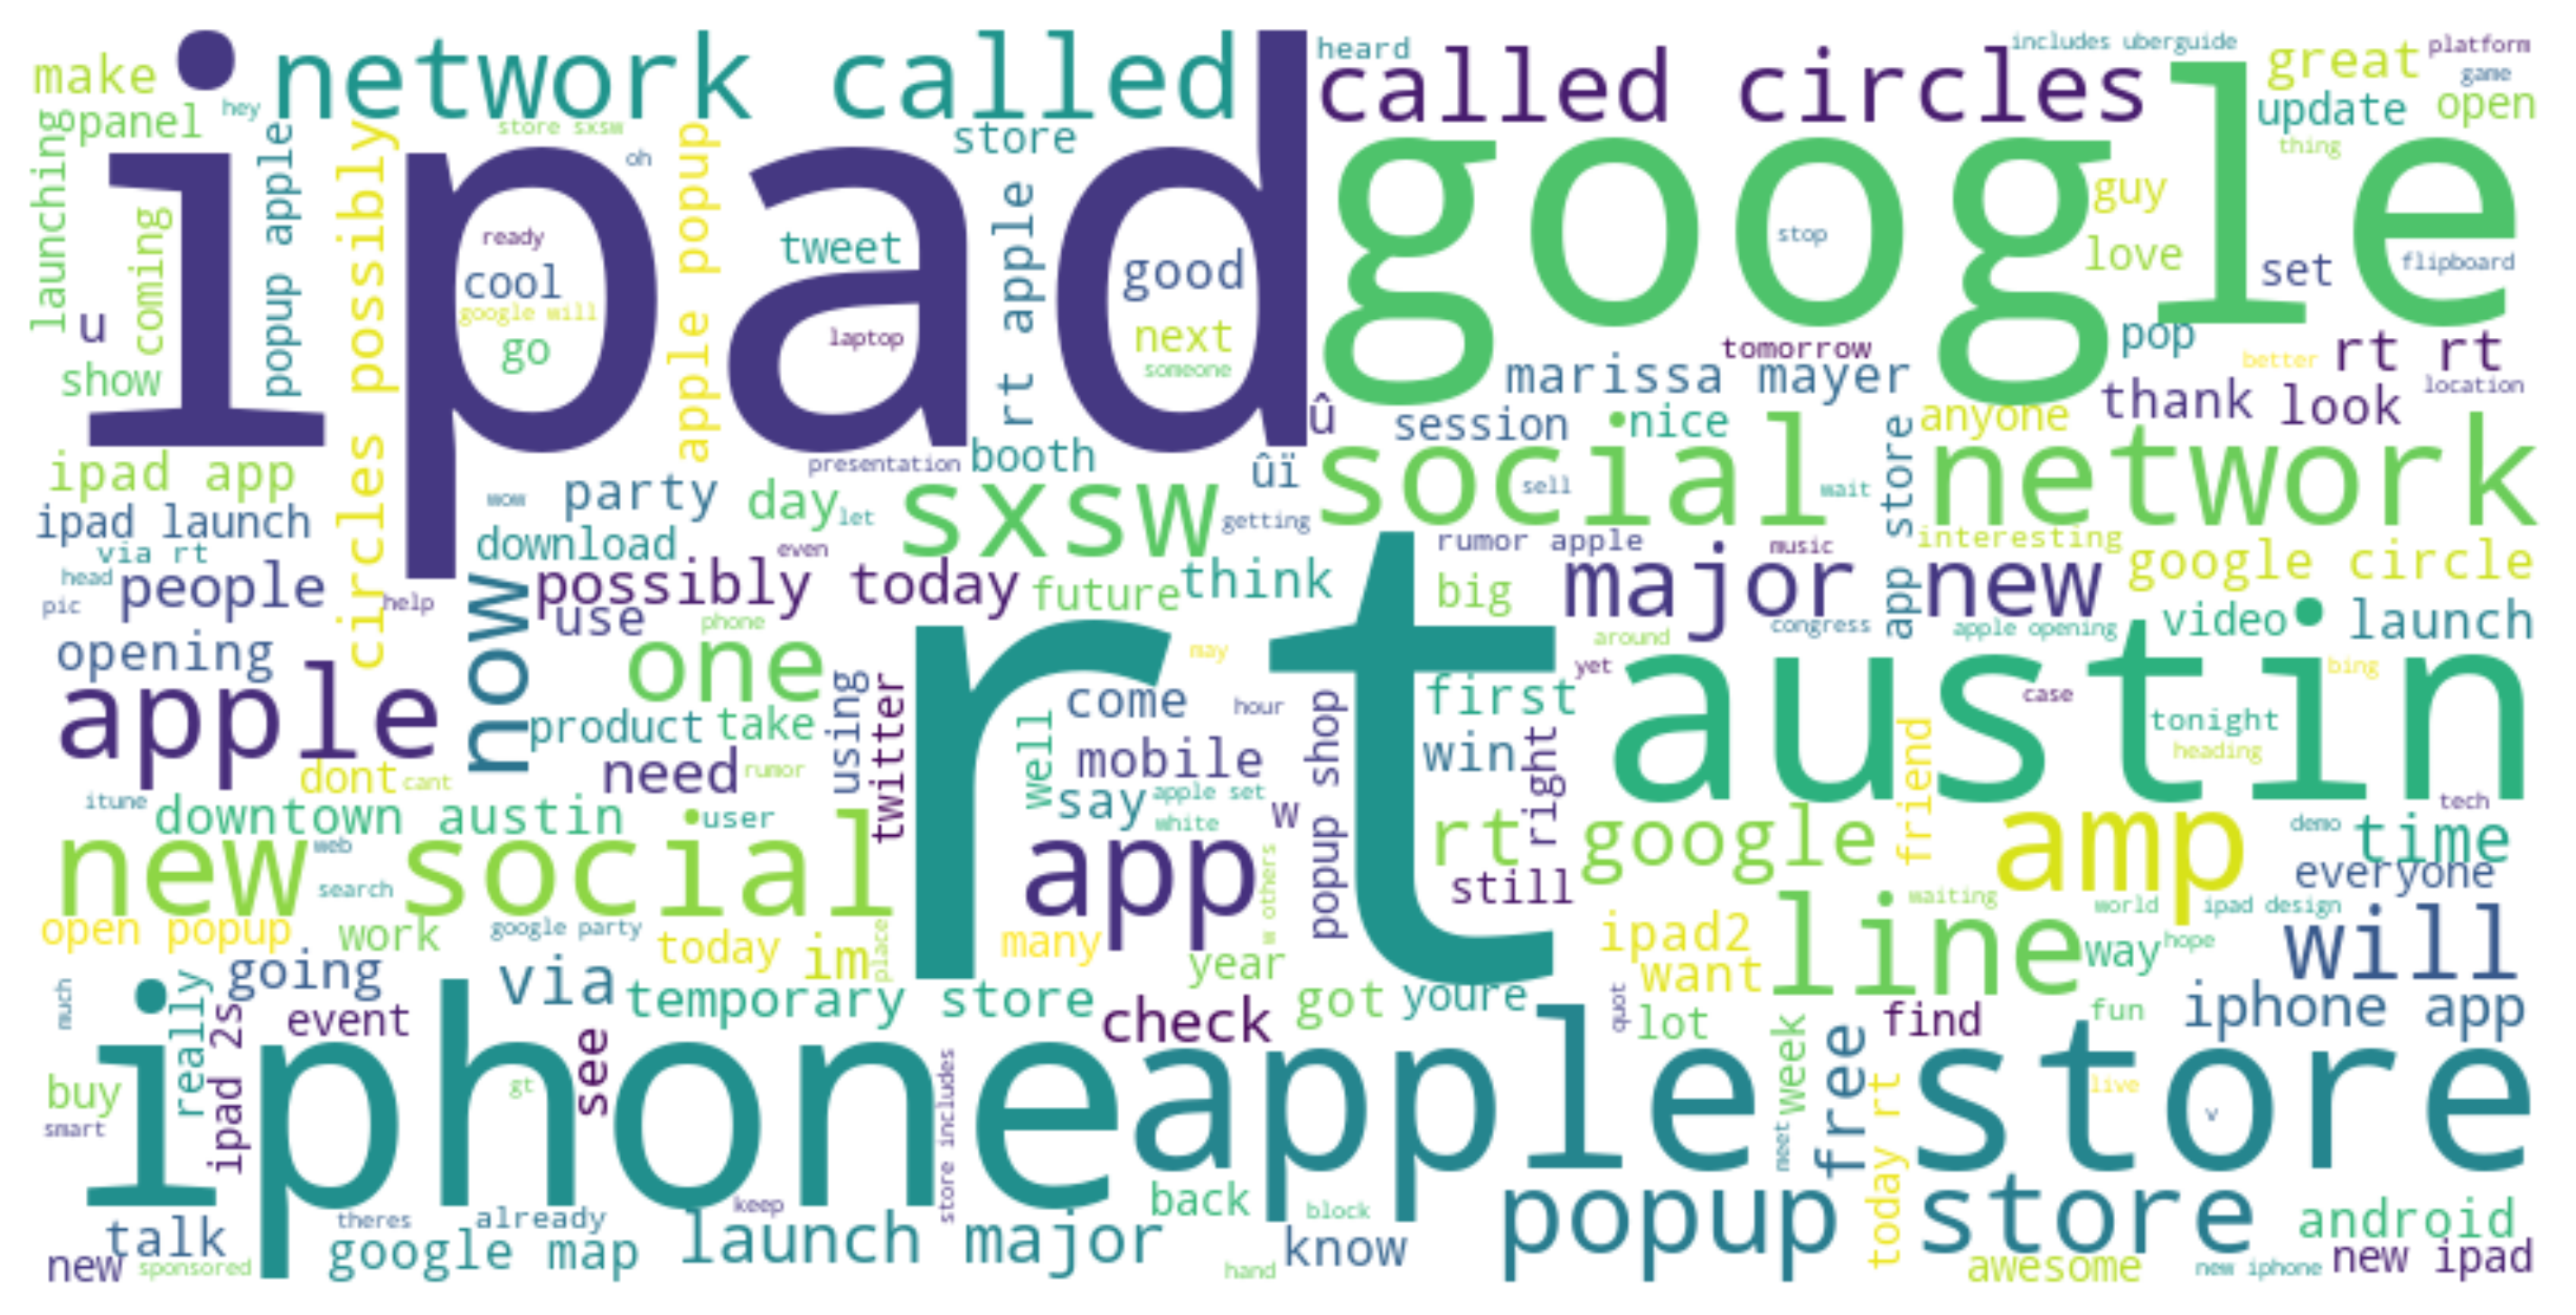 make
network called
heard
called circles
includes uberguide
great
platform
game
launching
panel
hey
store sxsw
store
update
open
thing
ipad
google
popup apple
circles possibly
oh
apple popup
rt apple
coming
ready
tweet
cool
good
stop
guy
love
set
flipboard
google will
u
go
laptop
next
someone
show
tomorrow
pop
better
rt rt
marissa mayer
location
û
session
nice
app store
anyone
thank
look
ipad app
presentation
booth
ûï
social network
sell
wait
ipad launch
wow
party
day
let
sxsw
getting
via rt
download
even
rumor apple
music
interesting
head
people
help
now
possibly today
future
think
big
major
new
google circle
pic
use
phone
congress
apple opening
video
launch
opening
one
rt
may
around
yet
austin
bing
apple
product
take
using
twitter
come
hour
first
case
tonight
well
popup shop
mobile
win
right
friend
heading
dont
cant
need
rumor
itune
downtown austin
user
say
apple set
white
w
tech
new social
web
search
app
w others
rt google
amp
demo
time
still
everyone
open popup
work
google party
today
im
place
many
year
ipad2
waiting
line
world
ipad design
way
hope
will
much
really
going
via
temporary store
check
got
youre
want
quot
lot
find
fun
iphone app
ipad 2s
event
see
iphone
apple store
buy
gt
store includes
meet
week
free
today rt
live
v
smart
talk
theres
already
keep
back
block
popup store
android
new
sponsored
google map
launch major
hand
know
awesome
new iphone
new ipad